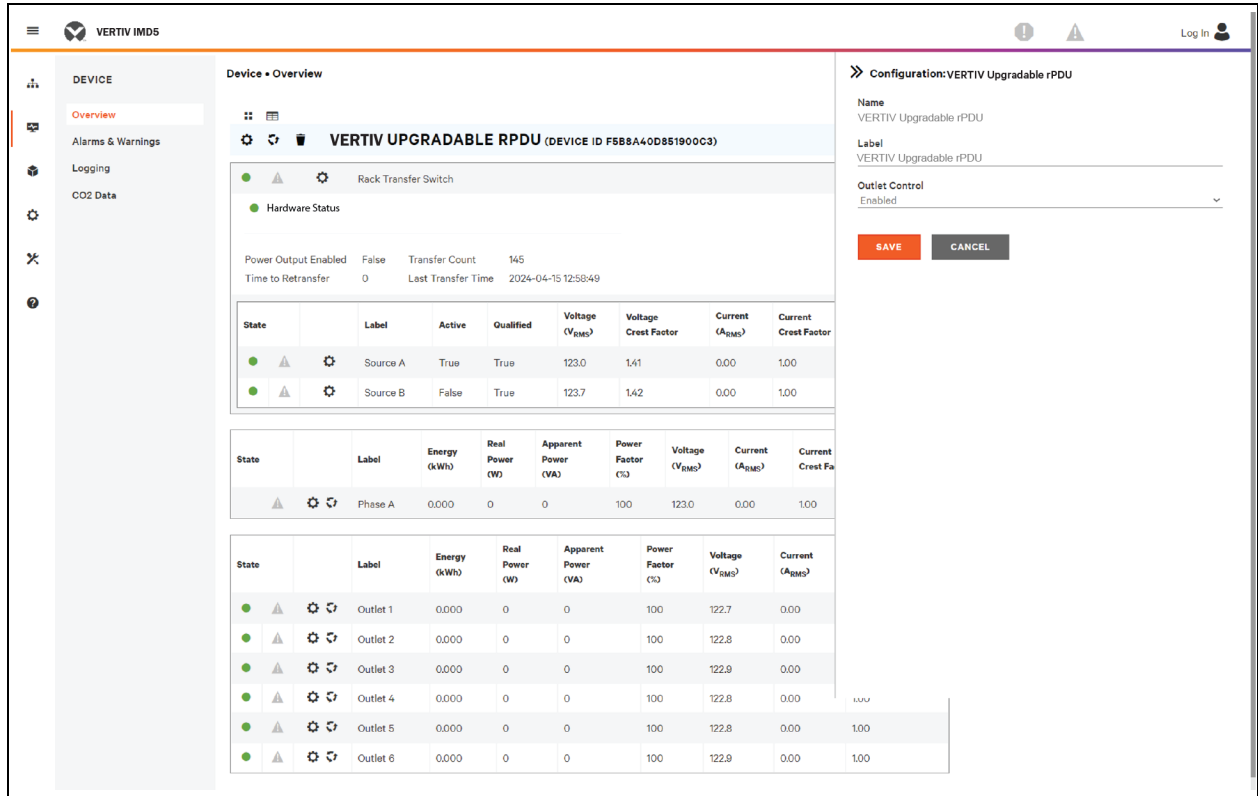 VERTIV IMD5
Log In
DEVICE
Overview
Alarms & Warnings
Logging
CO2 Data
Device • Overview
VERTIV UPGRADABLE RPDU (DEVICE ID F5B8A40D851900C3)
Rack Transfer Switch
Hardware Status
Power Output Enabled False Transfer Count 145
Time to Retransfer 0 Last Transfer Time 2024-04-15 12:58:49
State Label Active Qualified Voltage (VRMS) Voltage Crest Factor Current (ARMS) Current Crest Factor
Source A True True 123.0 1.41 0.00 1.00
Source B False True 123.7 1.42 0.00 1.00
State Label Energy (kWh) Real Power (W) Apparent Power (VA) Power Factor (%) Voltage (VRMS) Current (ARMS) Current Crest Fa
Phase A 0.000 0 0 100 123.0 0.00 1.00
State Label Energy (kWh) Real Power (W) Apparent Power (VA) Power Factor (%) Voltage (VRMS) Current (ARMS)
Outlet 1 0.000 0 0 100 122.7 0.00
Outlet 2 0.000 0 0 100 122.8 0.00
Outlet 3 0.000 0 0 100 122.9 0.00
Outlet 4 0.000 0 0 100 122.8 0.00 1.00
Outlet 5 0.000 0 0 100 122.8 0.00 1.00
Outlet 6 0.000 0 0 100 122.9 0.00 1.00
Configuration: VERTIV Upgradable rPDU
Name
VERTIV Upgradable rPDU
Label
VERTIV Upgradable rPDU
Outlet Control
Enabled
SAVE CANCEL